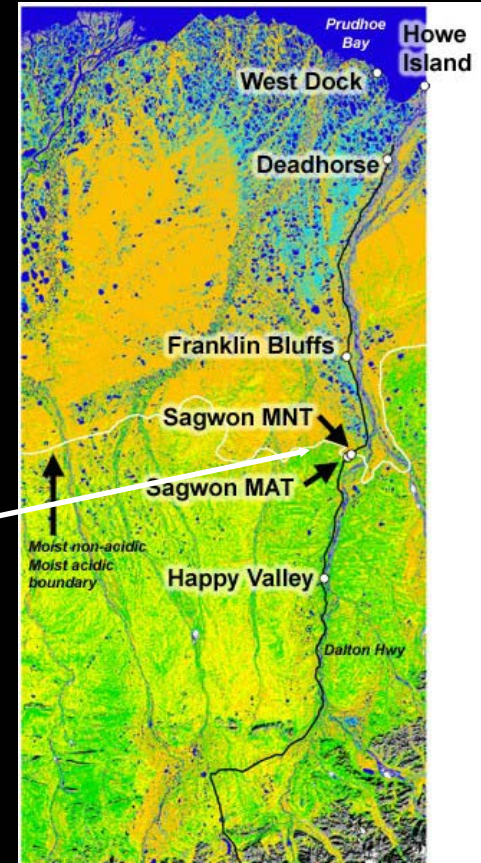 Prudhoe
Bay
Howe
Island
West Dock
Deadhorse
Franklin Bluffs
Sagwon MNT
Sagwon MAT
Moist non-acidic
Moist acidic
boundary
Happy Valley
Dalton Hwy